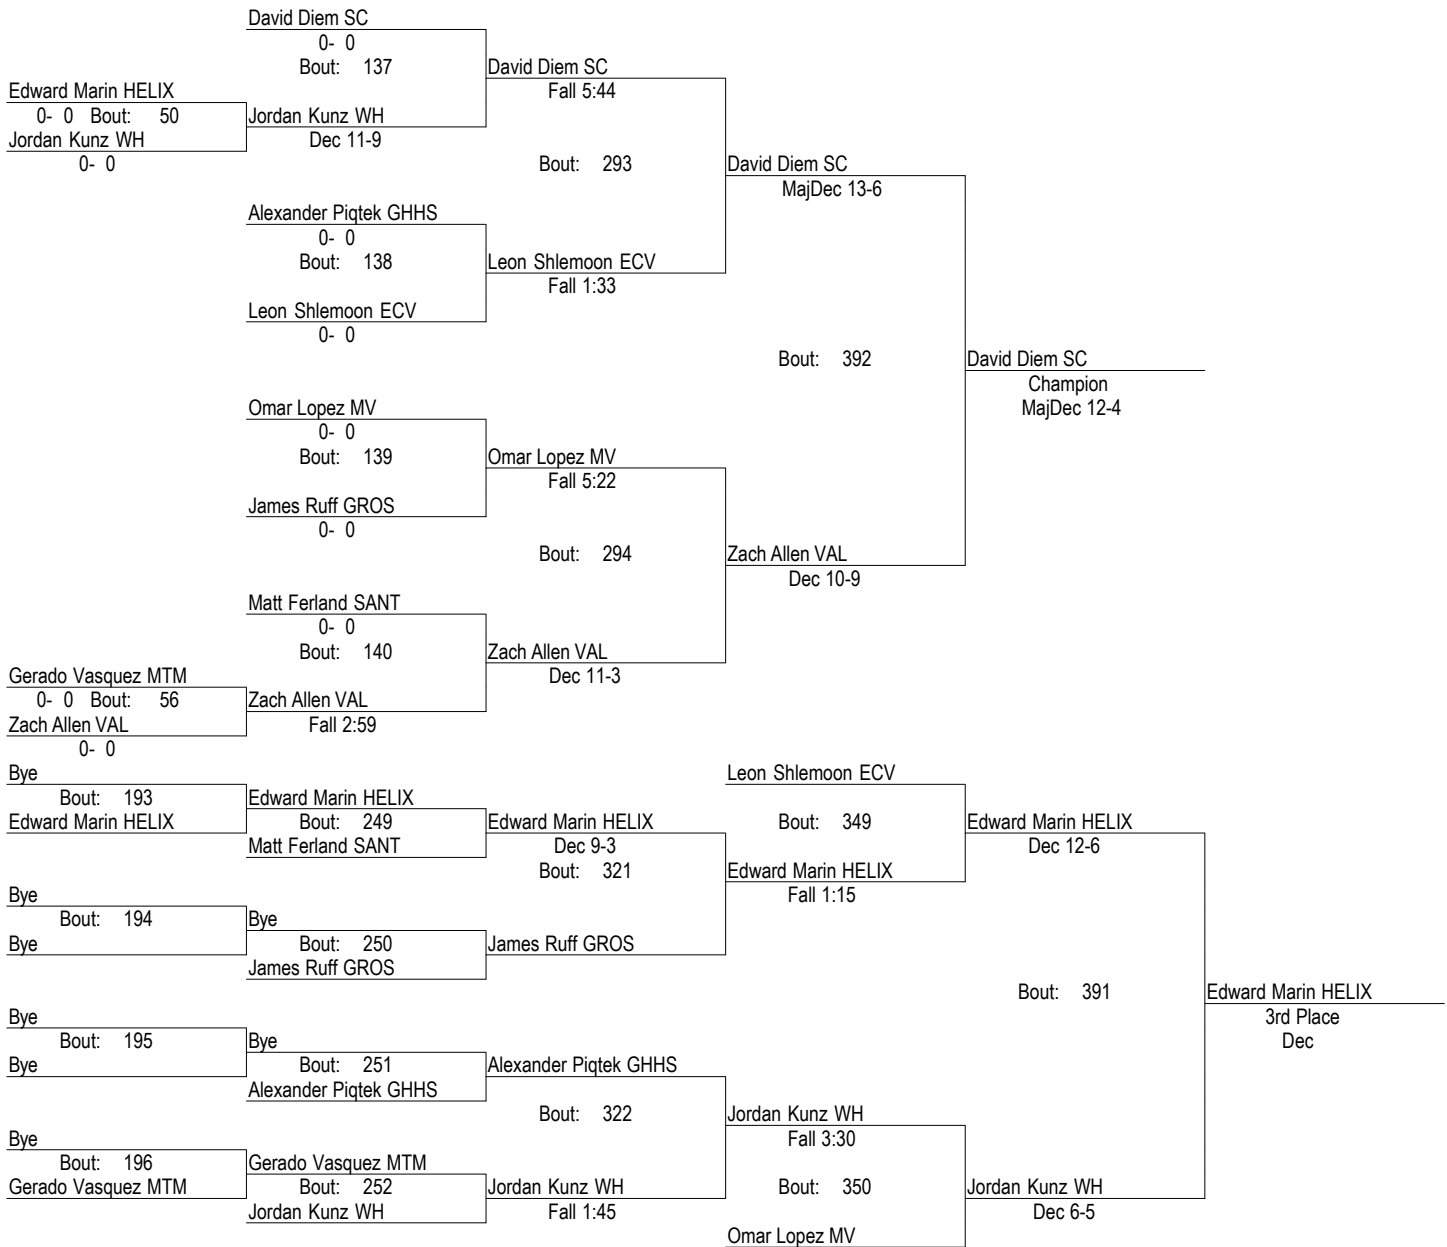 David Diem SC
0- 0
Bout: 137
David Diem SC
Fall 5:44
Edward Marin HELIX
0- 0 Bout: 50
Jordan Kunz WH
0- 0
Jordan Kunz WH
Dec 11-9
Bout: 293
David Diem SC
MajDec 13-6
Alexander Piqtek GHHS
0- 0
Bout: 138
Leon Shlemoon ECV
Fall 1:33
Leon Shlemoon ECV
0- 0
Bout: 392
David Diem SC
Champion
MajDec 12-4
Omar Lopez MV
0- 0
Bout: 139
Omar Lopez MV
Fall 5:22
James Ruff GROS
0- 0
Bout: 294
Zach Allen VAL
Dec 10-9
Matt Ferland SANT
0- 0
Bout: 140
Zach Allen VAL
Dec 11-3
Gerado Vasquez MTM
0- 0 Bout: 56
Zach Allen VAL
0- 0
Zach Allen VAL
Fall 2:59
Bye
Bout: 193
Edward Marin HELIX
Edward Marin HELIX
Bout: 249
Matt Ferland SANT
Edward Marin HELIX
Dec 9-3
Bout: 321
Leon Shlemoon ECV
Bout: 349
Edward Marin HELIX
Fall 1:15
Edward Marin HELIX
Dec 12-6
Bye
Bout: 194
Bye
Bye
Bout: 250
James Ruff GROS
James Ruff GROS
Bout: 391
Edward Marin HELIX
3rd Place
Dec
Bye
Bout: 195
Bye
Bye
Bout: 251
Alexander Piqtek GHHS
Alexander Piqtek GHHS
Bout: 322
Jordan Kunz WH
Fall 3:30
Bye
Bout: 196
Gerado Vasquez MTM
Gerado Vasquez MTM
Bout: 252
Jordan Kunz WH
Jordan Kunz WH
Fall 1:45
Bout: 350
Omar Lopez MV
Jordan Kunz WH
Dec 6-5